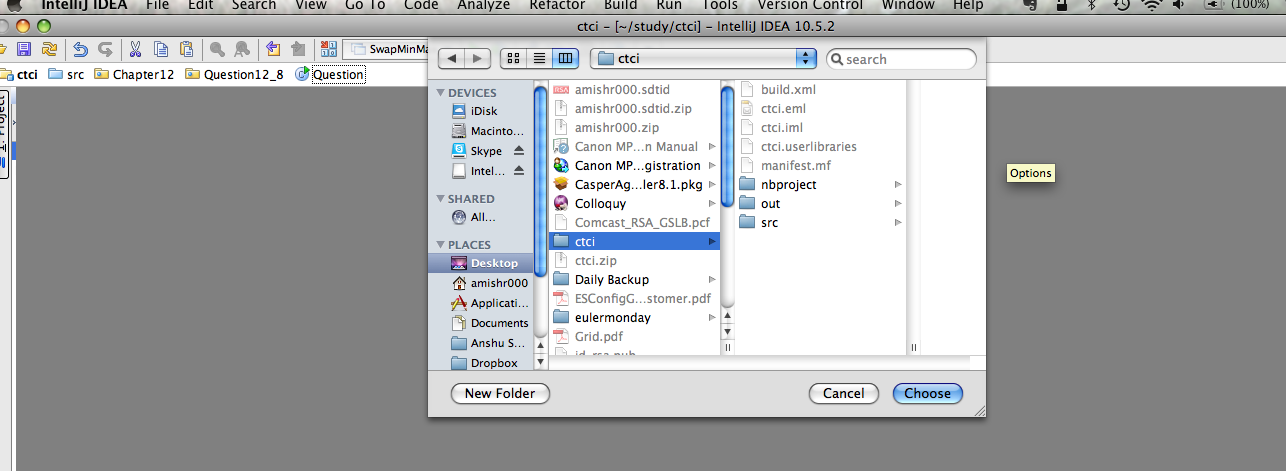 IntelliJ IDEA File Edit Search View Go To Code Analyze Refactor Build Run Tools Version Control Window Help (100%)
ctci – [~/study/ctci] – IntelliJ IDEA 10.5.2
SwapMinMa
ctci
search
ctci src Chapter12 Question12_8 Question
Project
DEVICES
iDisk
Macinto...
Skype
Intel...
SHARED
All...
PLACES
Desktop
amishr000
Applicati...
Documents
Anshu S...
Dropbox
amishr000.sdtid
amishr000.sdtid.zip
amishr000.zip
Canon MP...n Manual
Canon MP...gistration
CasperAg...ler8.1.pkg
Colloquy
Comcast_RSA_GSLB.pcf
ctci
ctci.zip
Daily Backup
ESConfigG...stomer.pdf
eulermonday
Grid.pdf
id_rsa.pub
build.xml
ctci.eml
ctci.iml
ctci.userlibraries
manifest.mf
nbproject
out
src
Options
New Folder
Cancel
Choose